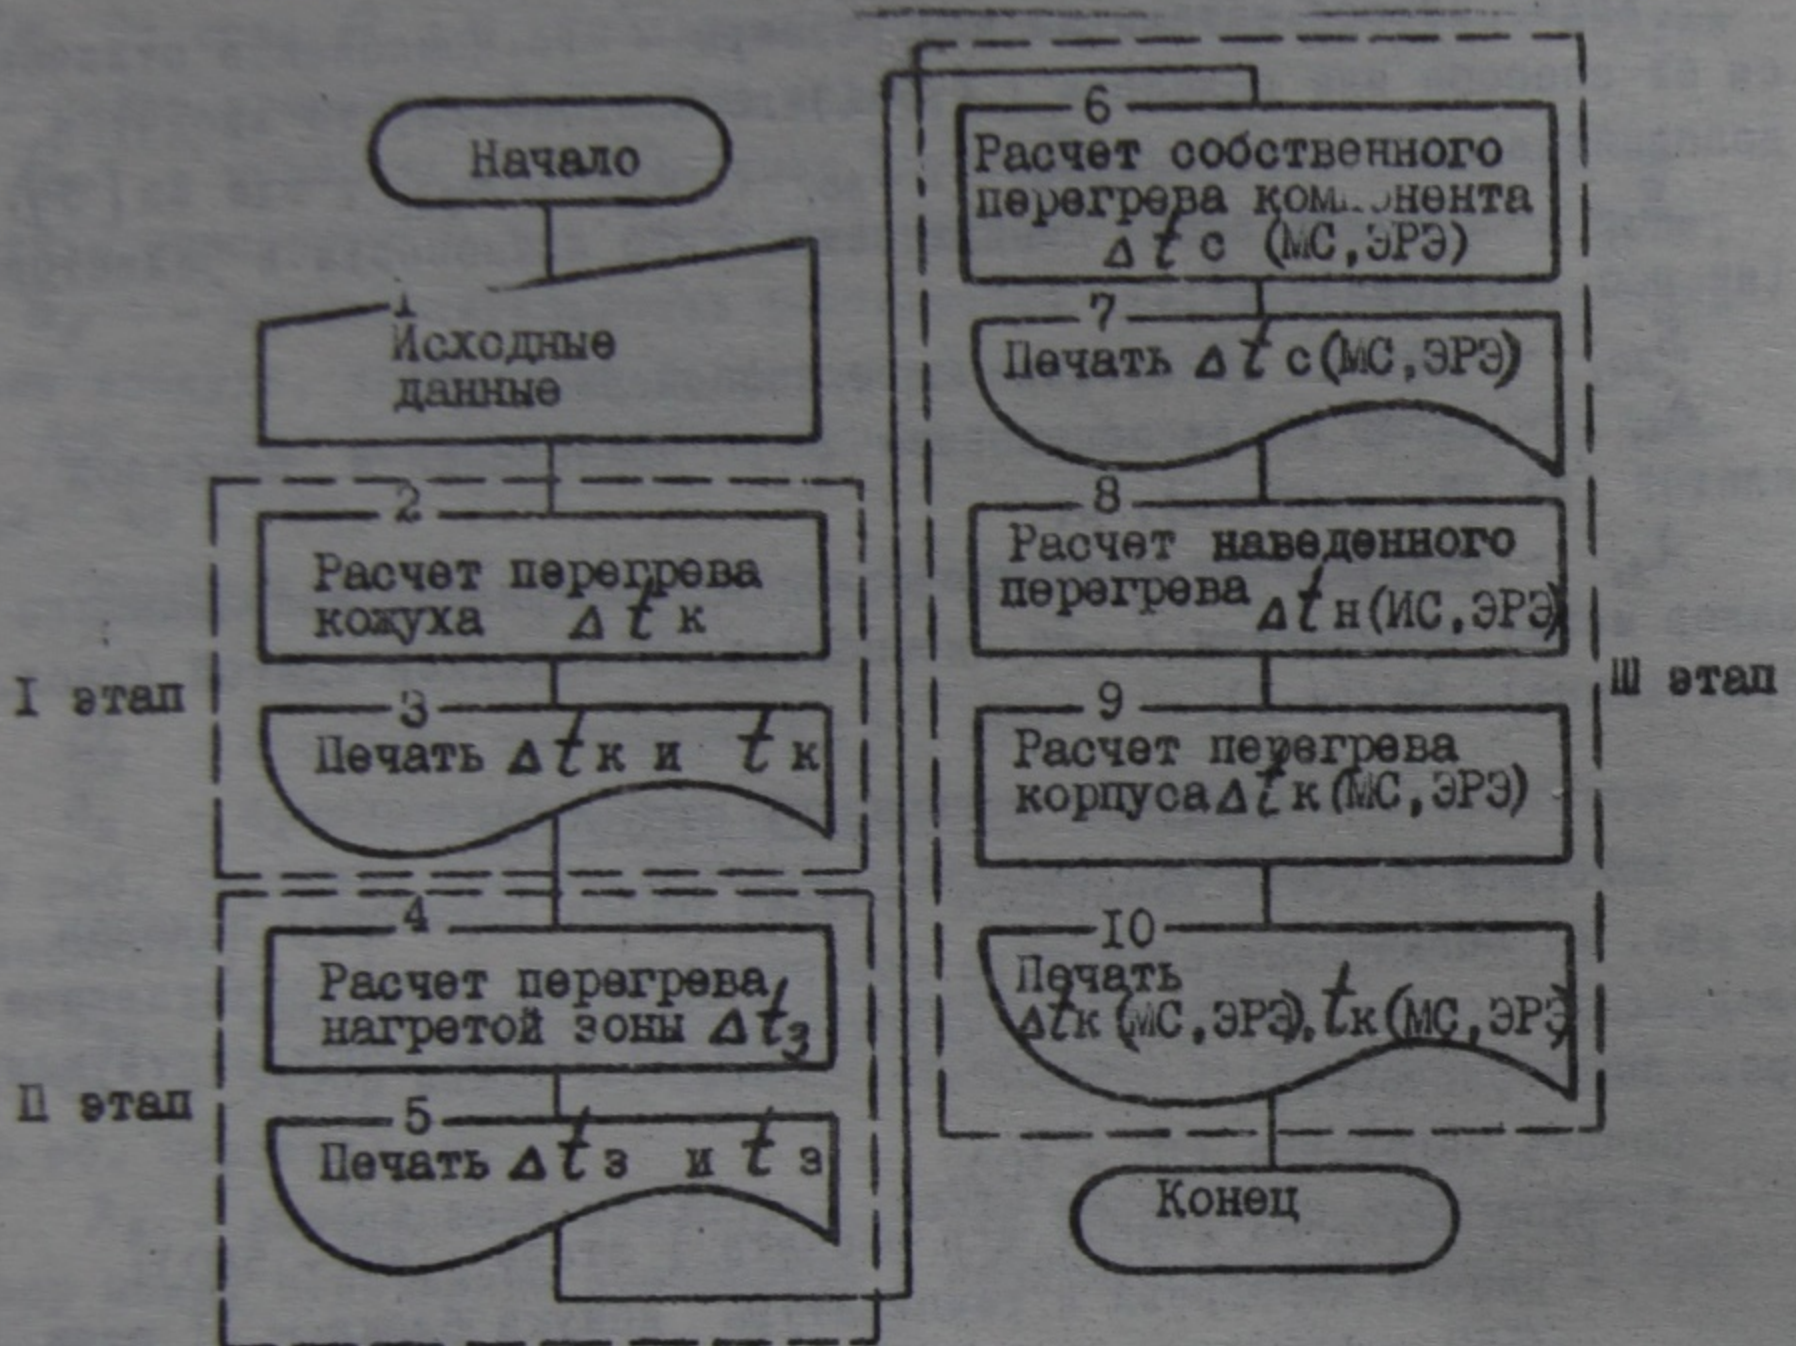 Начало
1
Исходные
данные
I этап
2
Расчет перегрева
кожуха Δtк
3
Печать Δtк и tк
II этап
4
Расчет перегрева
нагретой зоны Δtз
5
Печать Δtз и tз
III этап
6
Расчет собственного
перегрева
Δtс (МС,ЭРЭ)
7
Печать Δtс(МС,ЭРЭ)
8
Расчет наведенного
перегрева Δtн(ИС,ЭРЭ)
9
Расчет перегрева
корпуса Δtк(МС,ЭРЭ)
10
Печать
Δtк(МС,ЭРЭ),tк(МС,ЭРЭ
Конец